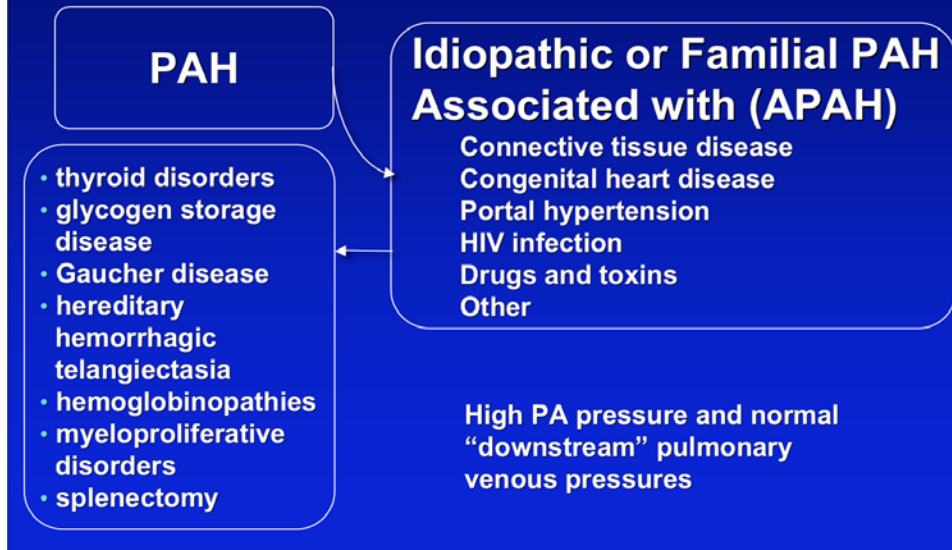 PAH
Idiopathic or Familial PAH
Associated with (APAH)
Connective tissue disease
Congenital heart disease
Portal hypertension
HIV infection
Drugs and toxins
Other
• thyroid disorders
• glycogen storage
disease
• Gaucher disease
• hereditary
hemorrhagic
telangiectasia
• hemoglobinopathies
• myeloproliferative
disorders
• splenectomy
High PA pressure and normal
“downstream” pulmonary
venous pressures